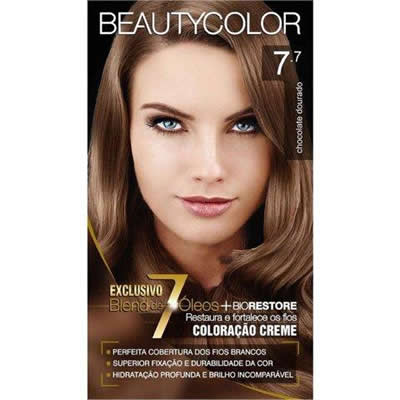 BEAUTYCOLOR
7.7
chocolate dourado
EXCLUSIVO
Blend de 7 Óleos + BIORESTORE
Restaura e fortalece os fios
COLORAÇÃO CREME
PERFEITA COBERTURA DOS FIOS BRANCOS
SUPERIOR FIXAÇÃO E DURABILIDADE DA COR
HIDRATAÇÃO PROFUNDA E BRILHO INCOMPARÁVEL